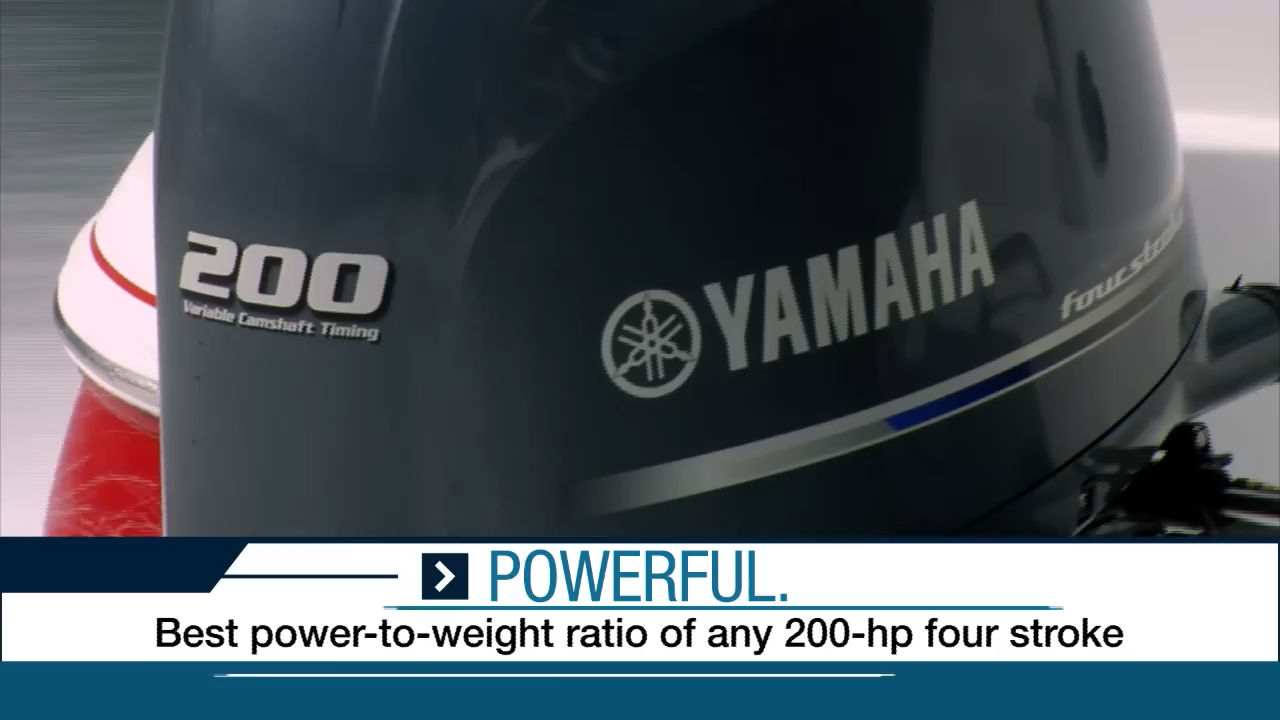 200
Variable Camshaft Timing
YAMAHA
fourstroke
POWERFUL.
Best power-to-weight ratio of any 200-hp four stroke